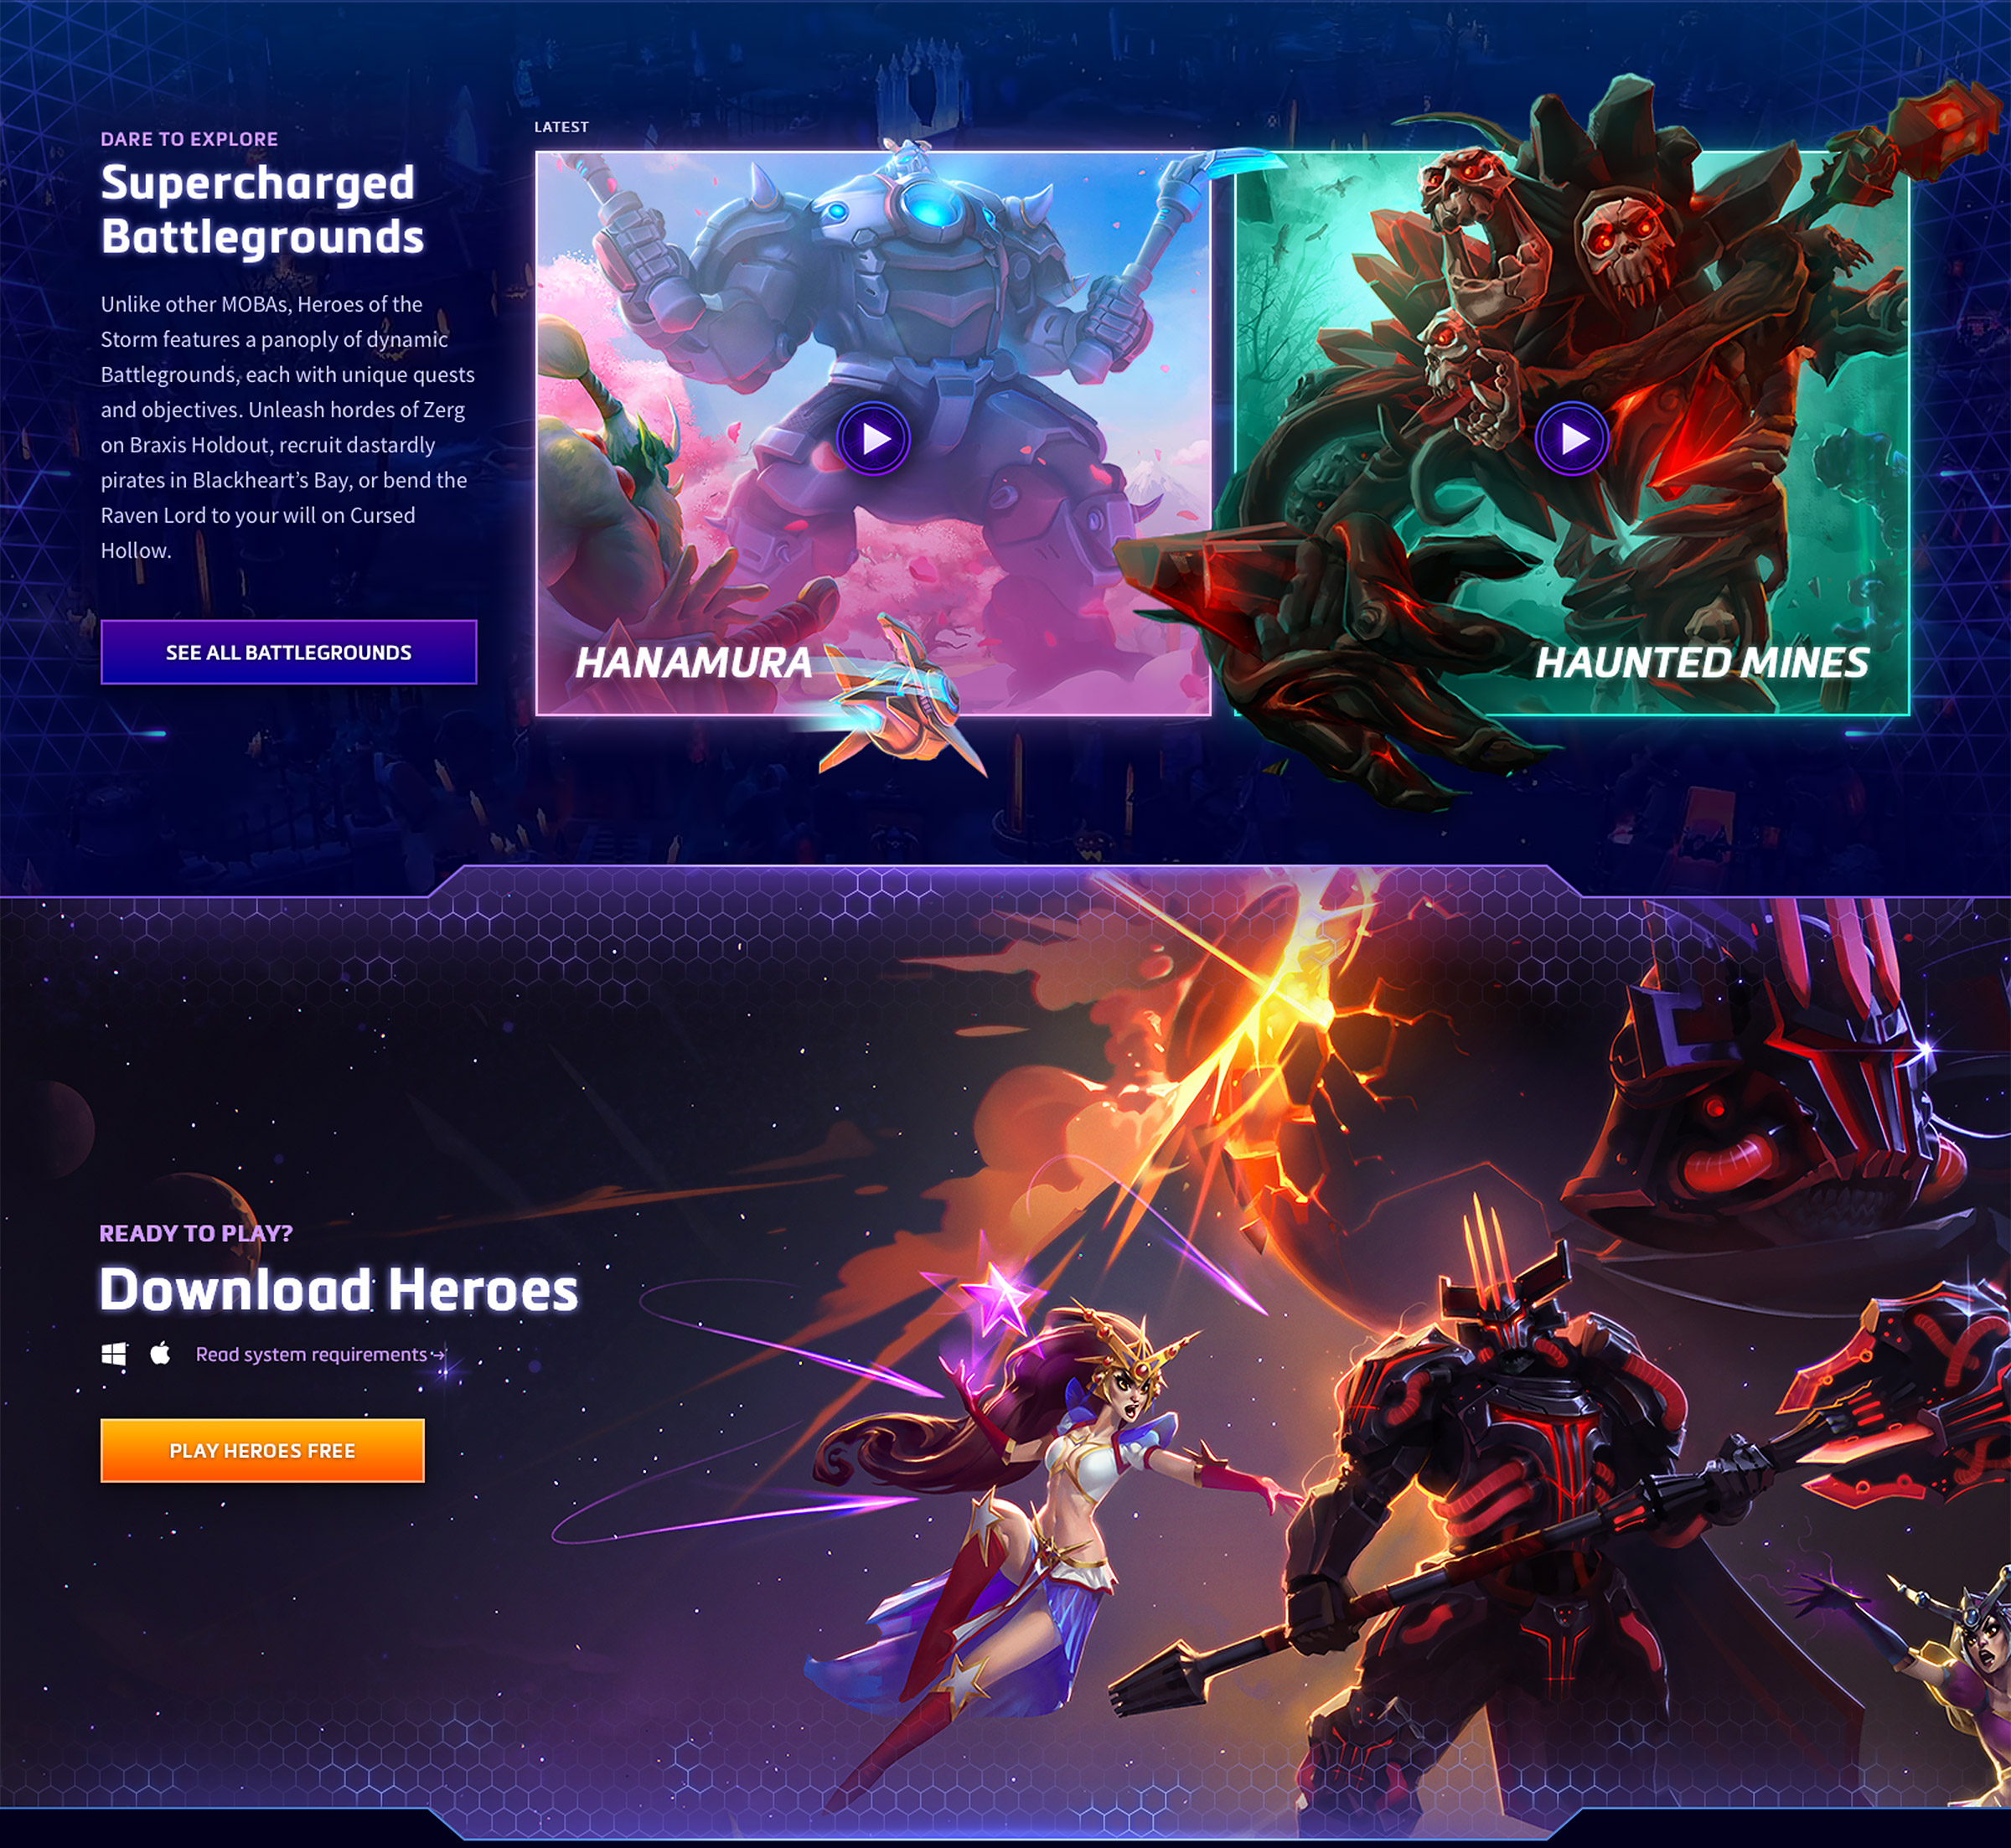 DARE TO EXPLORE
Supercharged
Battlegrounds
Unlike other MOBAs, Heroes of the
Storm features a panoply of dynamic
Battlegrounds, each with unique quests
and objectives. Unleash hordes of Zerg
on Braxis Holdout, recruit dastardly
pirates in Blackheart’s Bay, or bend the
Raven Lord to your will on Cursed
Hollow.
SEE ALL BATTLEGROUNDS
LATEST
HANAMURA
HAUNTED MINES
READY TO PLAY?
Download Heroes
Read system requirements→
PLAY HEROES FREE